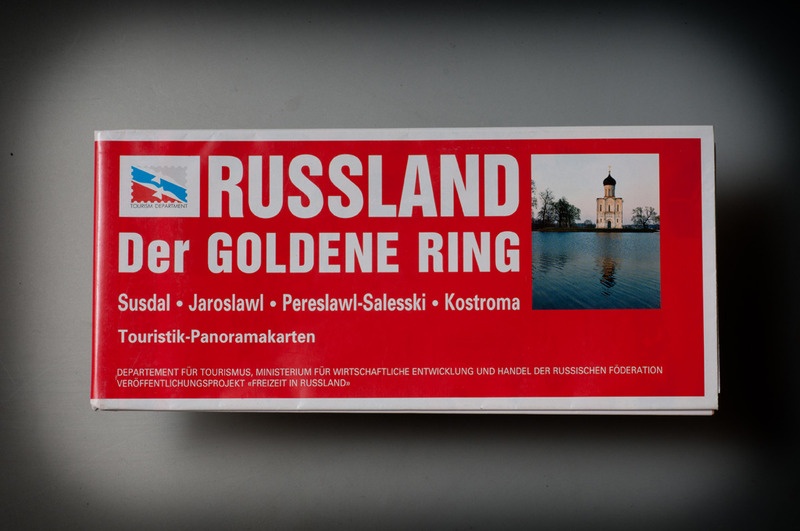 TOURISM DEPARTMENT
RUSSLAND
Der GOLDENE RING
Susdal • Jaroslawl • Pereslawl-Salesski • Kostroma
Touristik-Panoramakarten
DEPARTEMENT FÜR TOURISMUS, MINISTERIUM FÜR WIRTSCHAFTLICHE ENTWICKLUNG UND HANDEL DER RUSSISCHEN FÖDERATION
VERÖFFENTLICHUNGSPROJEKT «FREIZEIT IN RUSSLAND»